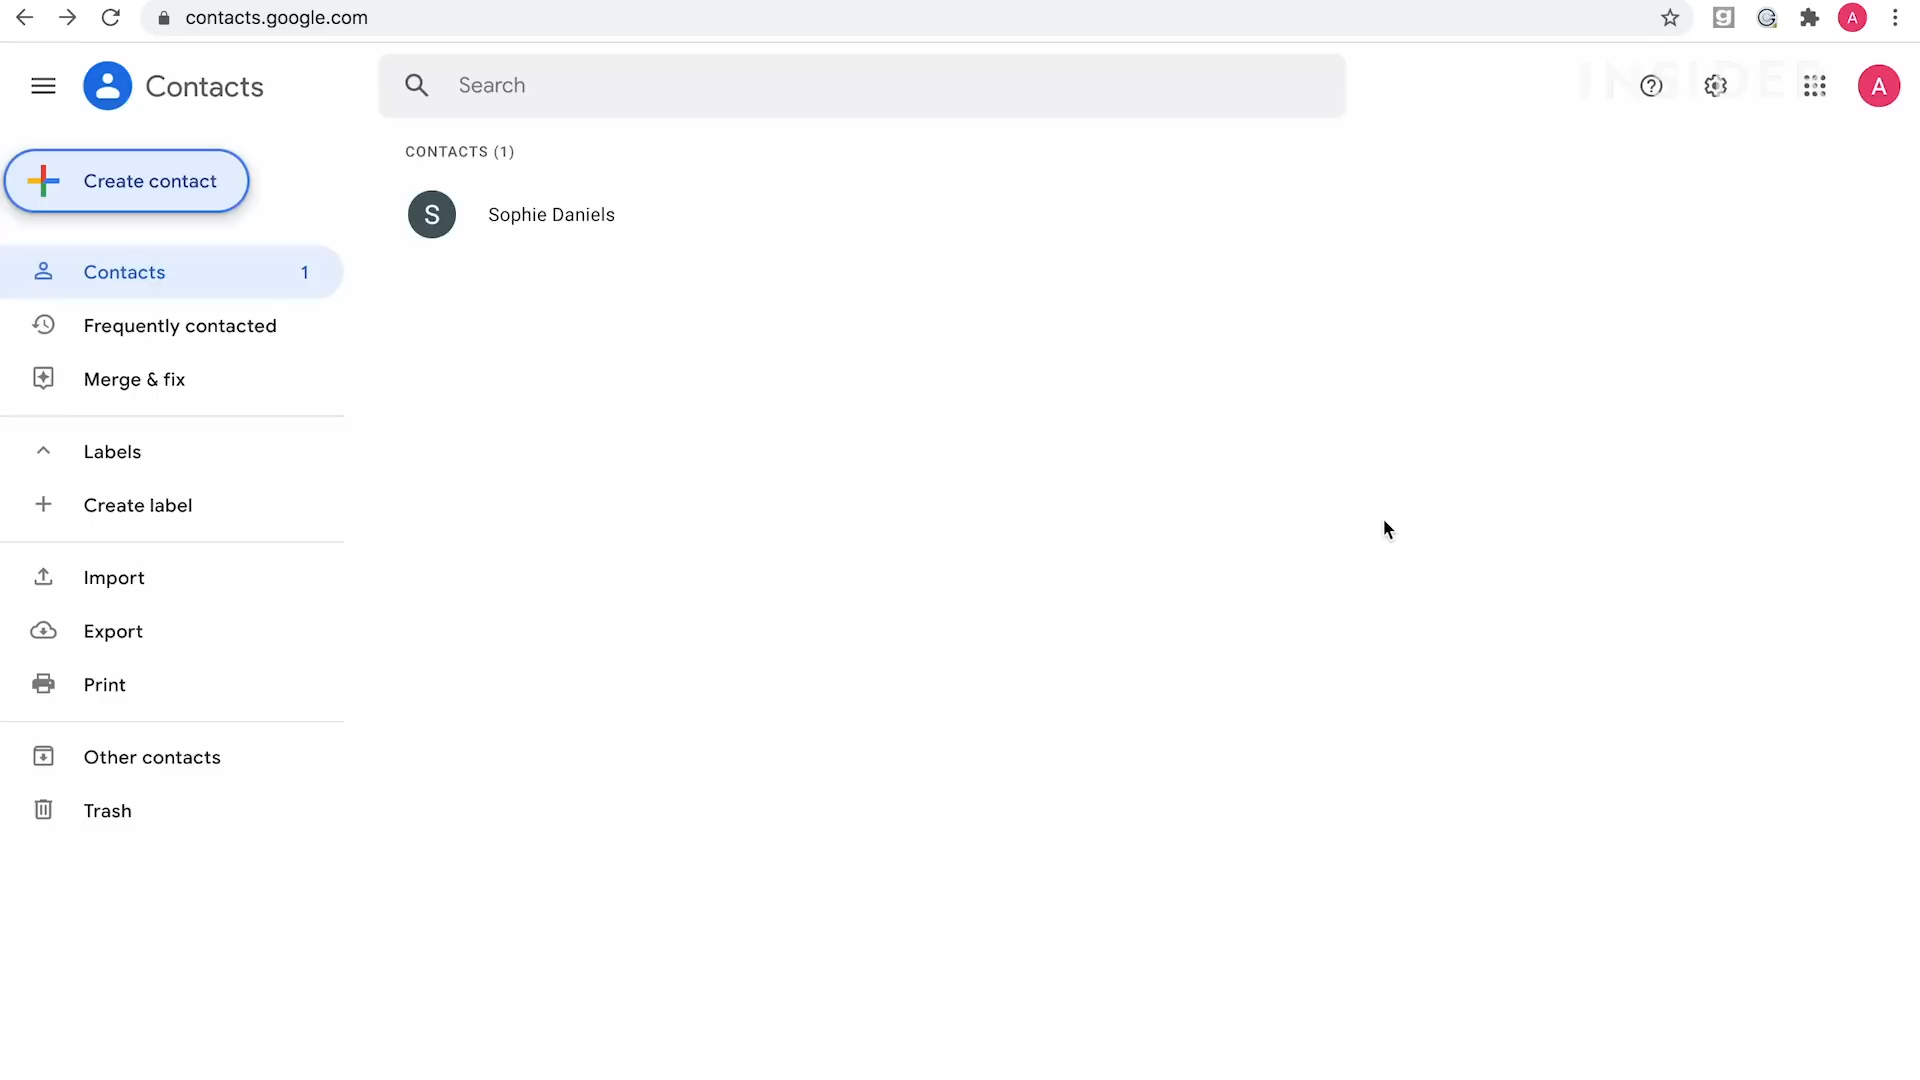 contacts.google.com
A
Contacts
Search
INSIDER
A
Create contact
CONTACTS (1)
S Sophie Daniels
Contacts 1
Frequently contacted
Merge & fix
Labels
Create label
Import
Export
Print
Other contacts
Trash